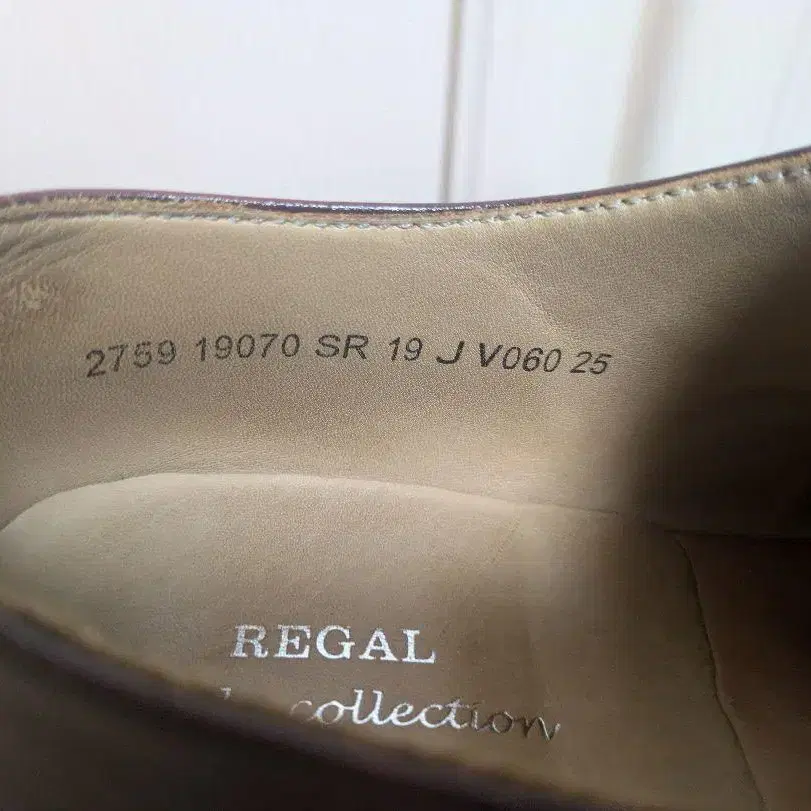 2759 19070 SR 19 J V060 25
REGAL
collection